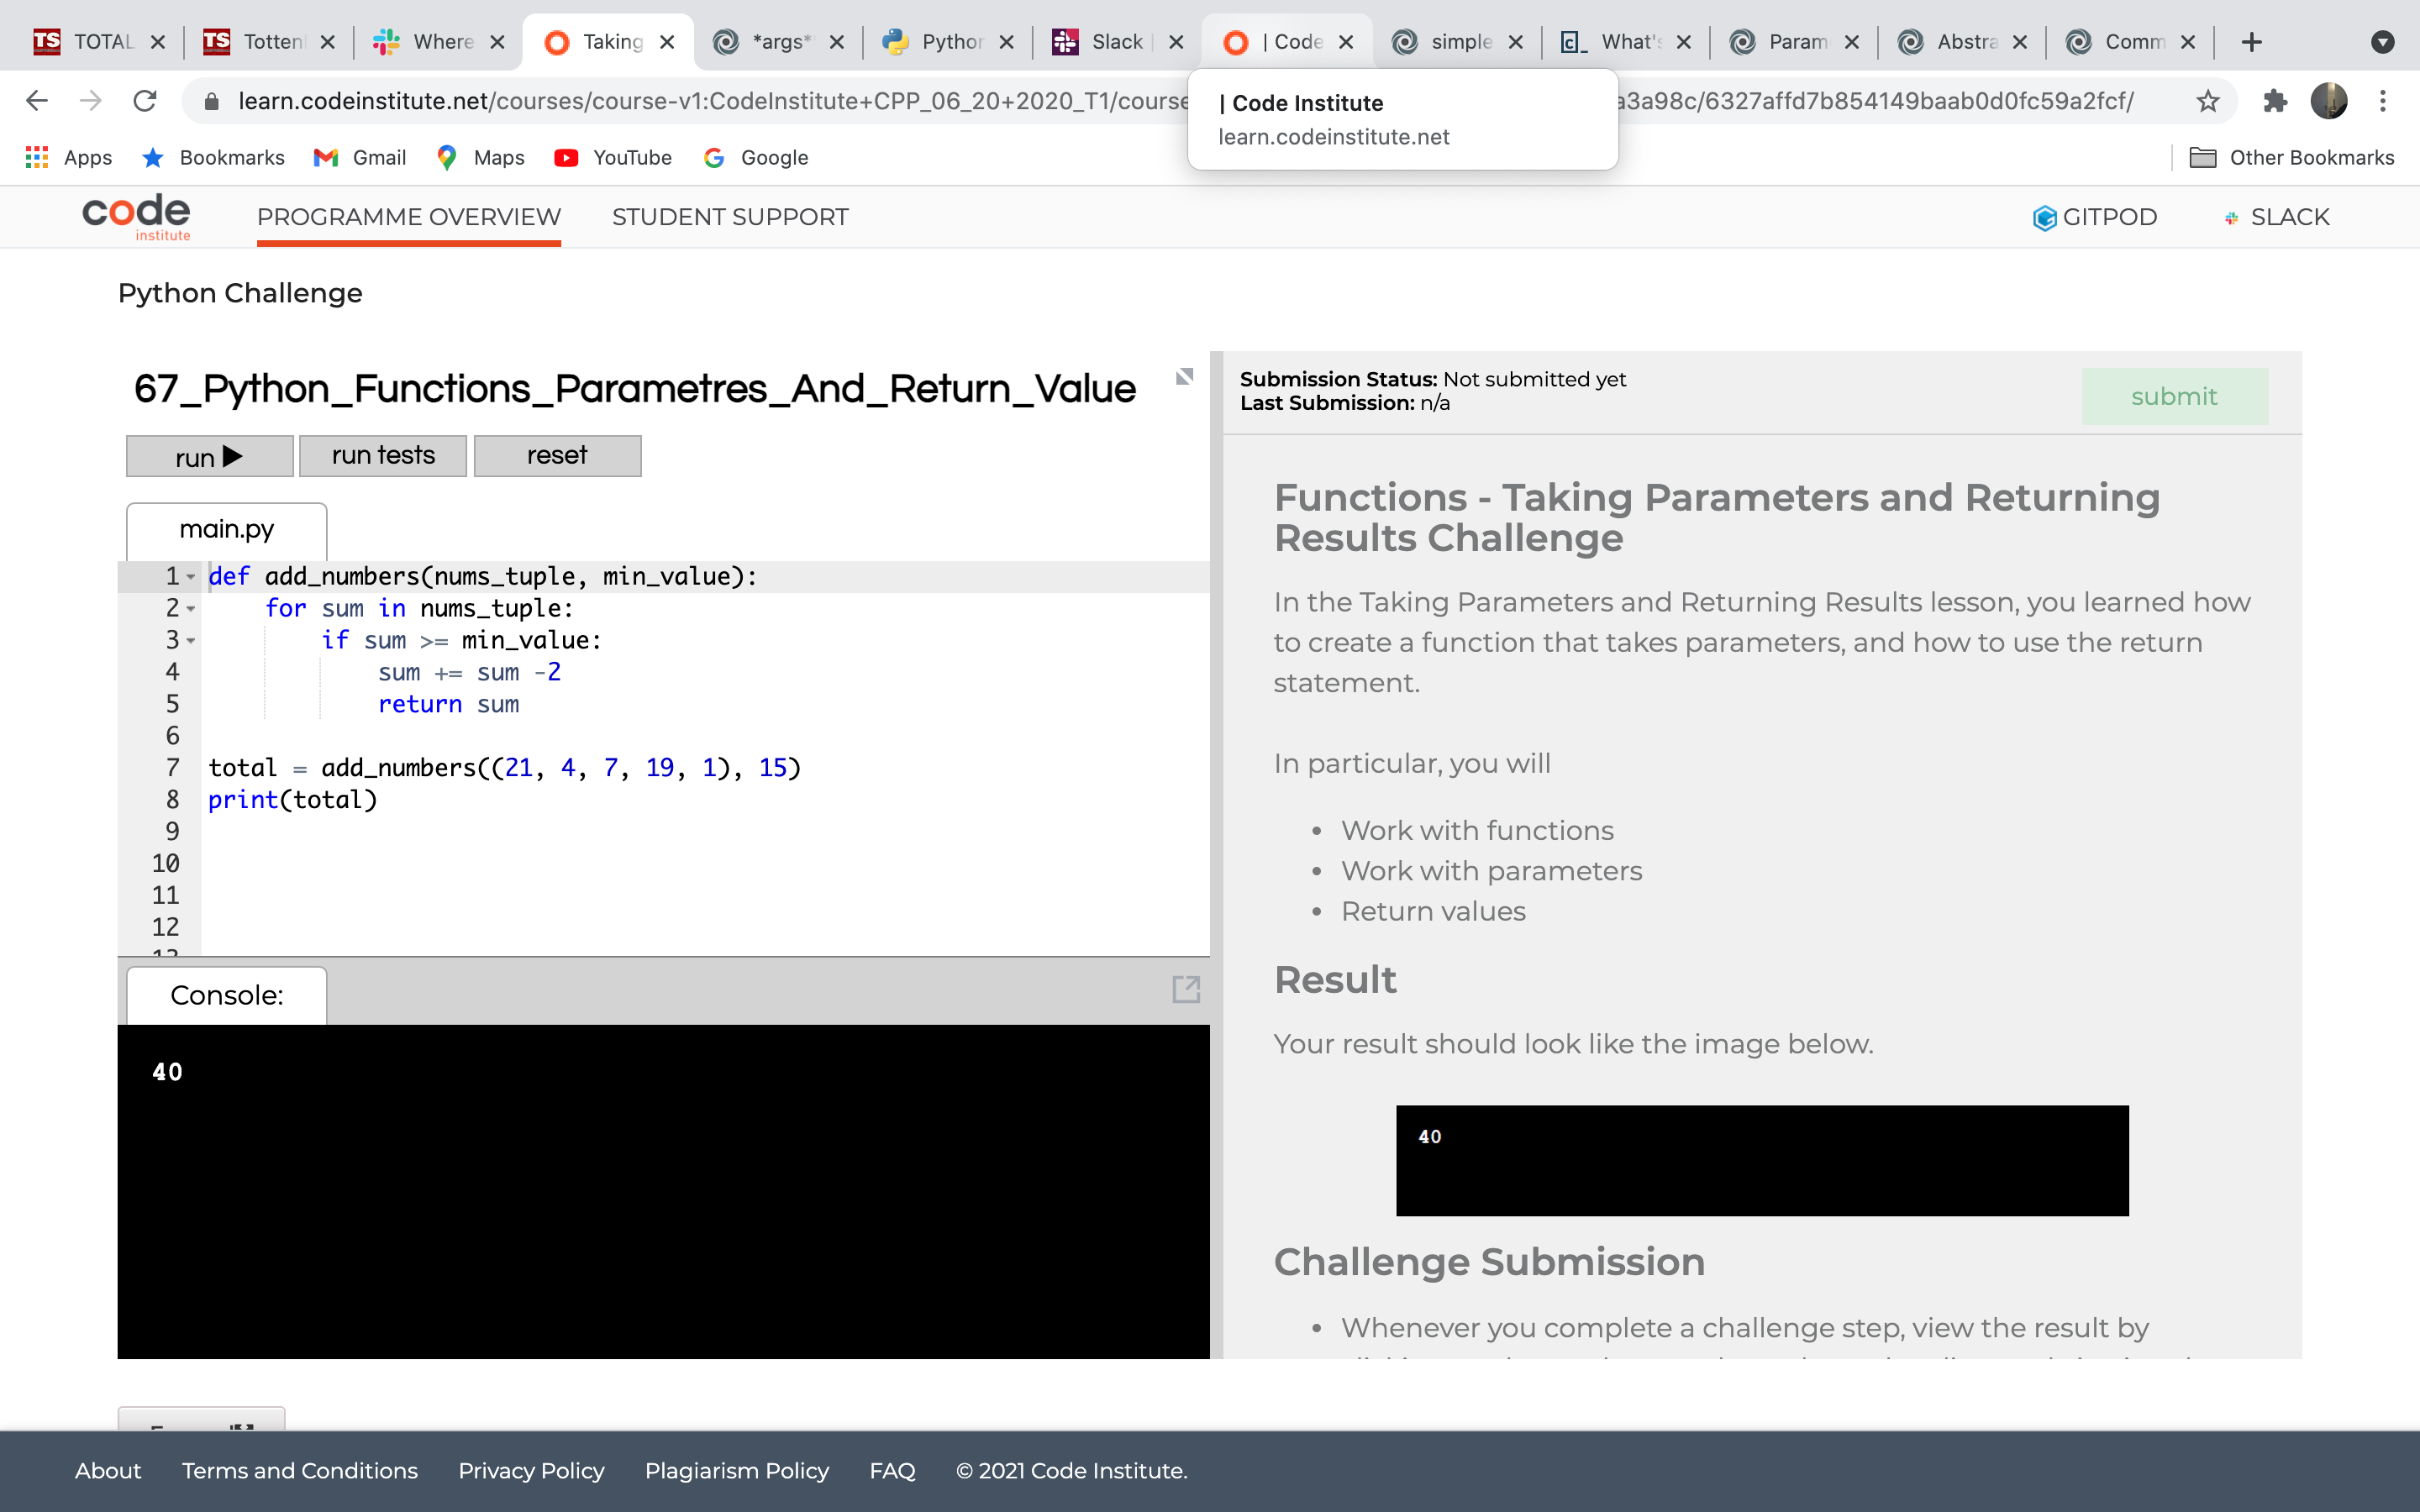 TOTAL
Totten
Where
Taking
*args*
Python
Slack
| Code
simple
What's
Param
Abstra
Comm
learn.codeinstitute.net/courses/course-v1:CodeInstitute+CPP_06_20+2020_T1/course
a3a98c/6327affd7b854149baab0d0fc59a2fcf/
| Code Institute
learn.codeinstitute.net
Apps
Bookmarks
Gmail
Maps
YouTube
Google
Other Bookmarks
code
institute
PROGRAMME OVERVIEW
STUDENT SUPPORT
GITPOD
SLACK
Python Challenge
67_Python_Functions_Parametres_And_Return_Value
run
run tests
reset
main.py
1 def add_numbers(nums_tuple, min_value):
2     for sum in nums_tuple:
3         if sum >= min_value:
4             sum += sum -2
5             return sum
6
7 total = add_numbers((21, 4, 7, 19, 1), 15)
8 print(total)
9
10
11
12
Console:
40
Submission Status: Not submitted yet
Last Submission: n/a
submit
Functions - Taking Parameters and Returning
Results Challenge
In the Taking Parameters and Returning Results lesson, you learned how
to create a function that takes parameters, and how to use the return
statement.
In particular, you will
• Work with functions
• Work with parameters
• Return values
Result
Your result should look like the image below.
40
Challenge Submission
• Whenever you complete a challenge step, view the result by
About
Terms and Conditions
Privacy Policy
Plagiarism Policy
FAQ
© 2021 Code Institute.